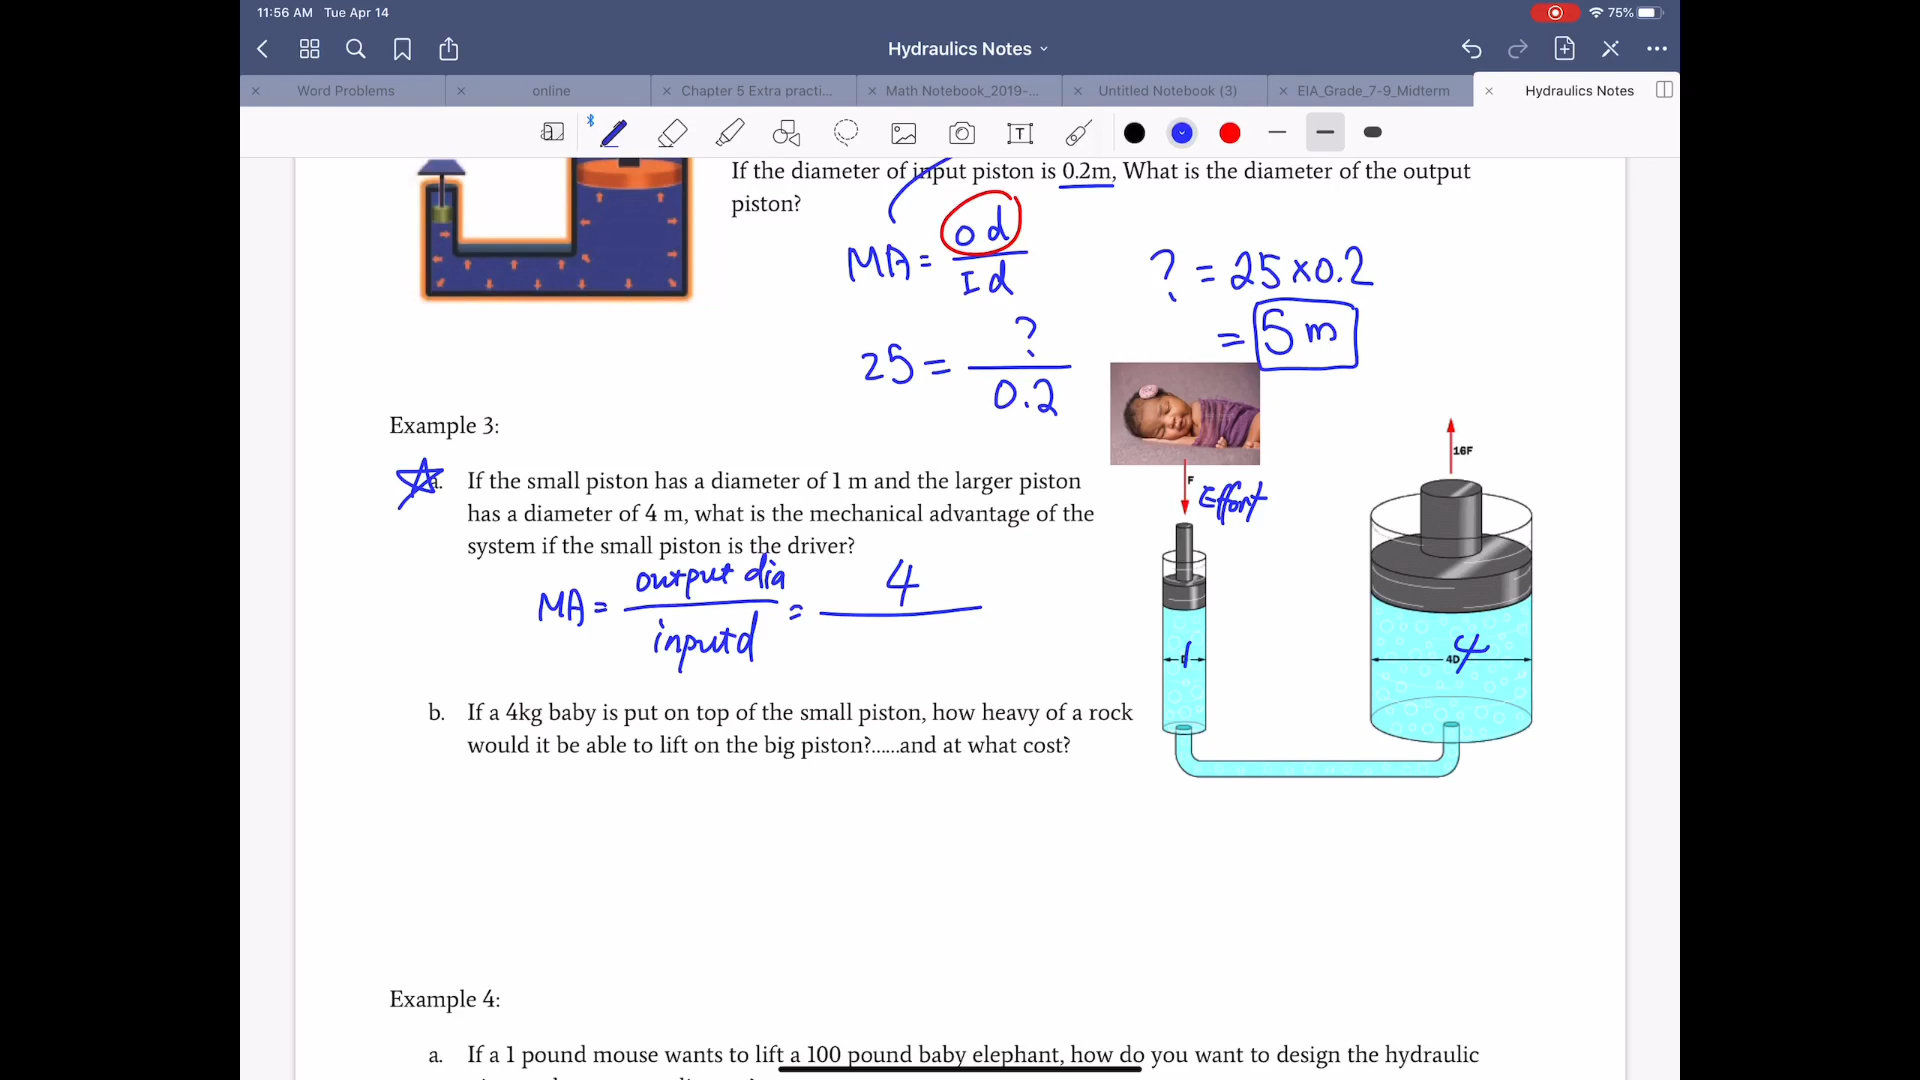 11:56 AM Tue Apr 14
75%
Hydraulics Notes
Word Problems
online
Chapter 5 Extra practi...
Math Notebook_2019-...
Untitled Notebook (3)
EIA_Grade_7-9_Midterm
Hydraulics Notes
If the diameter of input piston is 0.2m, What is the diameter of the output
piston?
MA = od / Id
? = 25 x 0.2
= 5 m
25 = ? / 0.2
Example 3:
a. If the small piston has a diameter of 1 m and the larger piston
has a diameter of 4 m, what is the mechanical advantage of the
system if the small piston is the driver?
MA = output dia / input d = 4
F
Effort
16F
1
4D
4
b. If a 4kg baby is put on top of the small piston, how heavy of a rock
would it be able to lift on the big piston?......and at what cost?
Example 4:
a. If a 1 pound mouse wants to lift a 100 pound baby elephant, how do you want to design the hydraulic